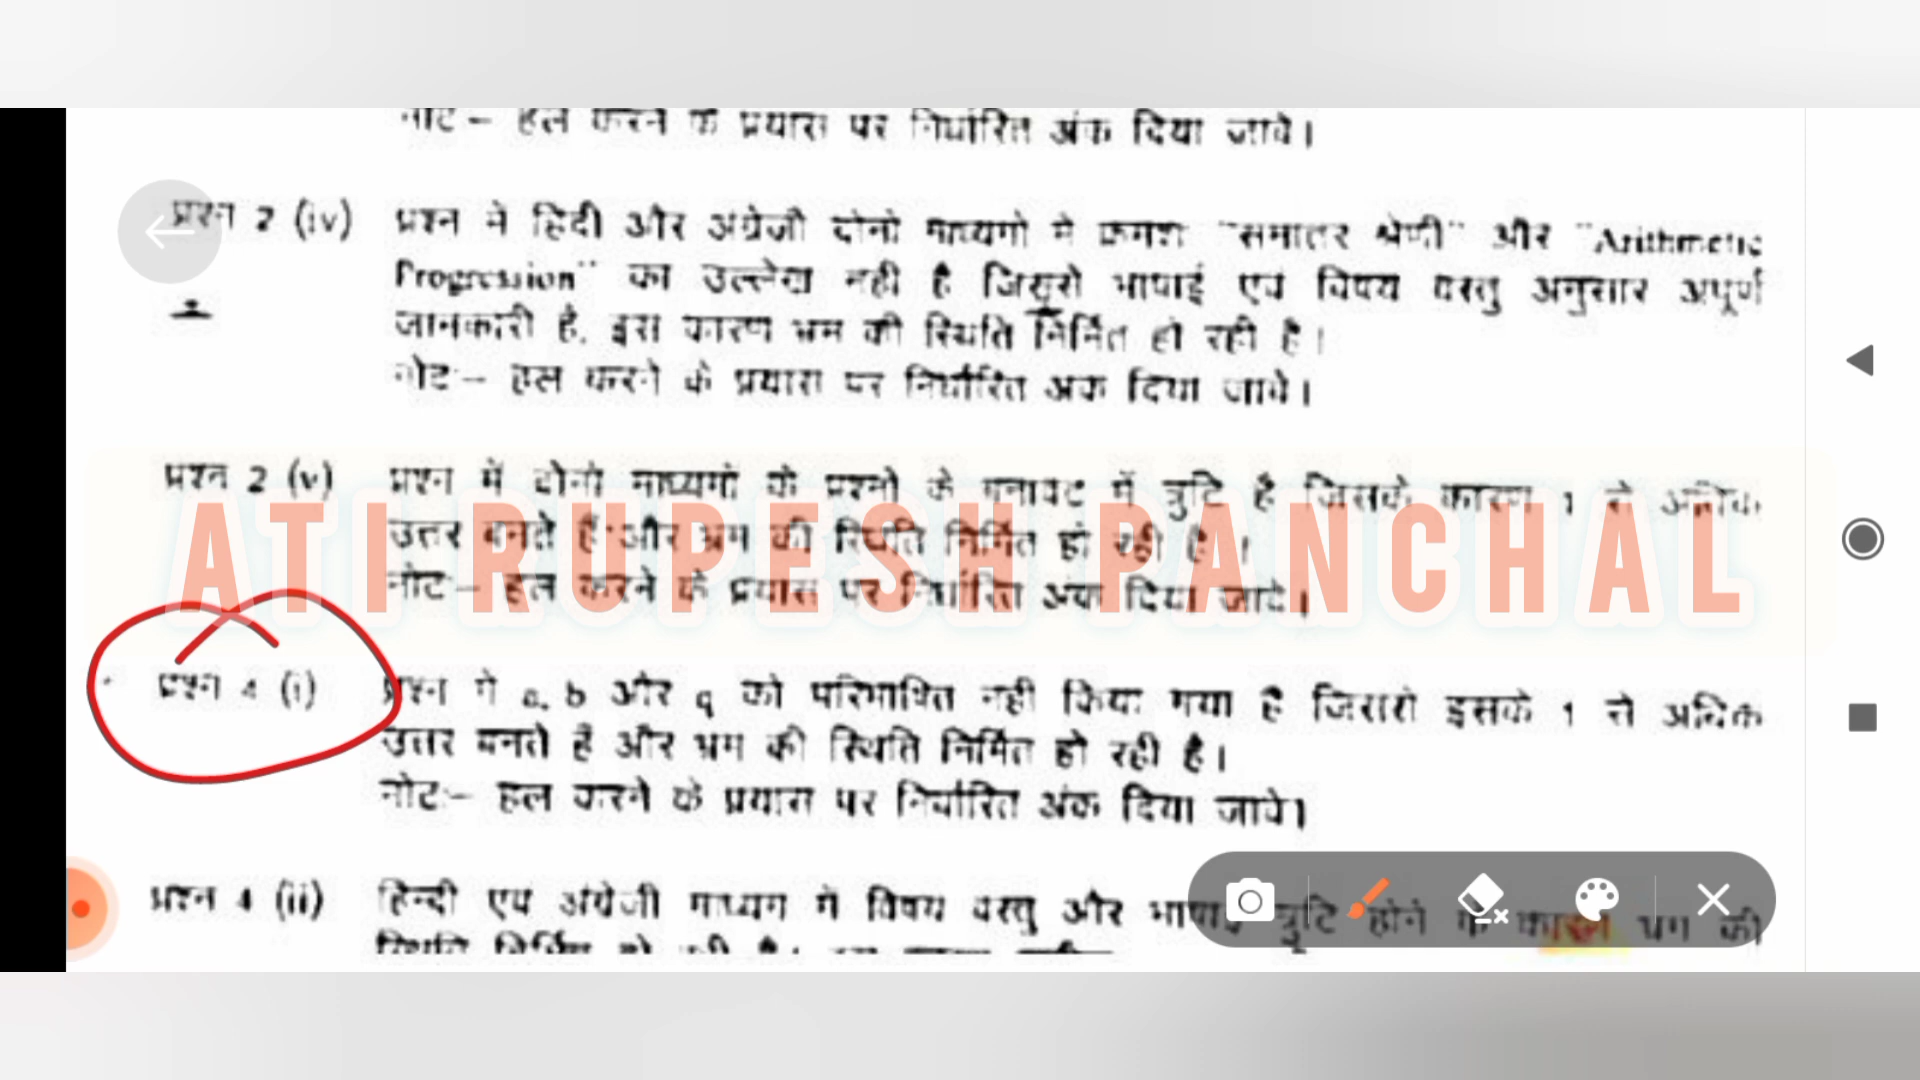 नोट – हल करने के प्रयास पर निर्धारित अंक दिया जावे।
प्रश्न 2 (iv) प्रश्न में हिंदी और अंग्रेजी दोनो माध्यमो मे क्रमशः "समातर श्रेणी" और "Arithmetic
Progression" का उल्लेख नही है जिससे भाषाई एवं विषय वस्तु अनुसार अपूर्ण
जानकारी है, इस कारण भ्रम की स्थिति निर्मित हो रही है।
नोट:– हल करने के प्रयास पर निर्धारित अंक दिया जावे।
प्रश्न 2 (v) प्रश्न में दोनो माध्यमों के प्रश्नो के बनावट में त्रुटि है जिसके कारण 1 से अधिक
उत्तर बनते हैं और भ्रम की स्थिति निर्मित हो रही है।
नोट:– हल करने के प्रयास पर निर्धारित अंक दिया जावे।
ATI RUPESH PANCHAL
प्रश्न 4 (i) प्रश्न मे a, b और q को परिभाषित नही किया गया है जिससे इसके 1 से अधिक
उत्तर बनते हैं और भ्रम की स्थिति निर्मित हो रही है।
नोट:– हल करने के प्रयास पर निर्धारित अंक दिया जावे।
प्रश्न 4 (ii) हिन्दी एवं अंग्रेजी माध्यम मे विषय वस्तु और भाषाई त्रुटि होने के कारण भ्रम की
स्थिति निर्मित हो रही है।